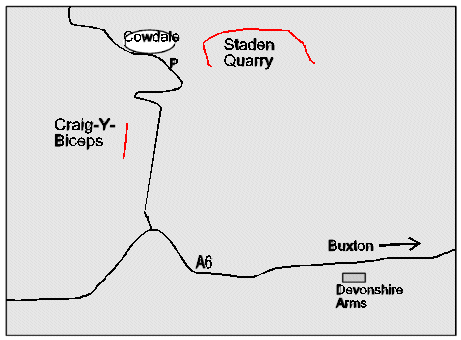 Cowdale
Staden
Quarry
P
Craig-Y-
Biceps
Buxton
A6
Devonshire
Arms